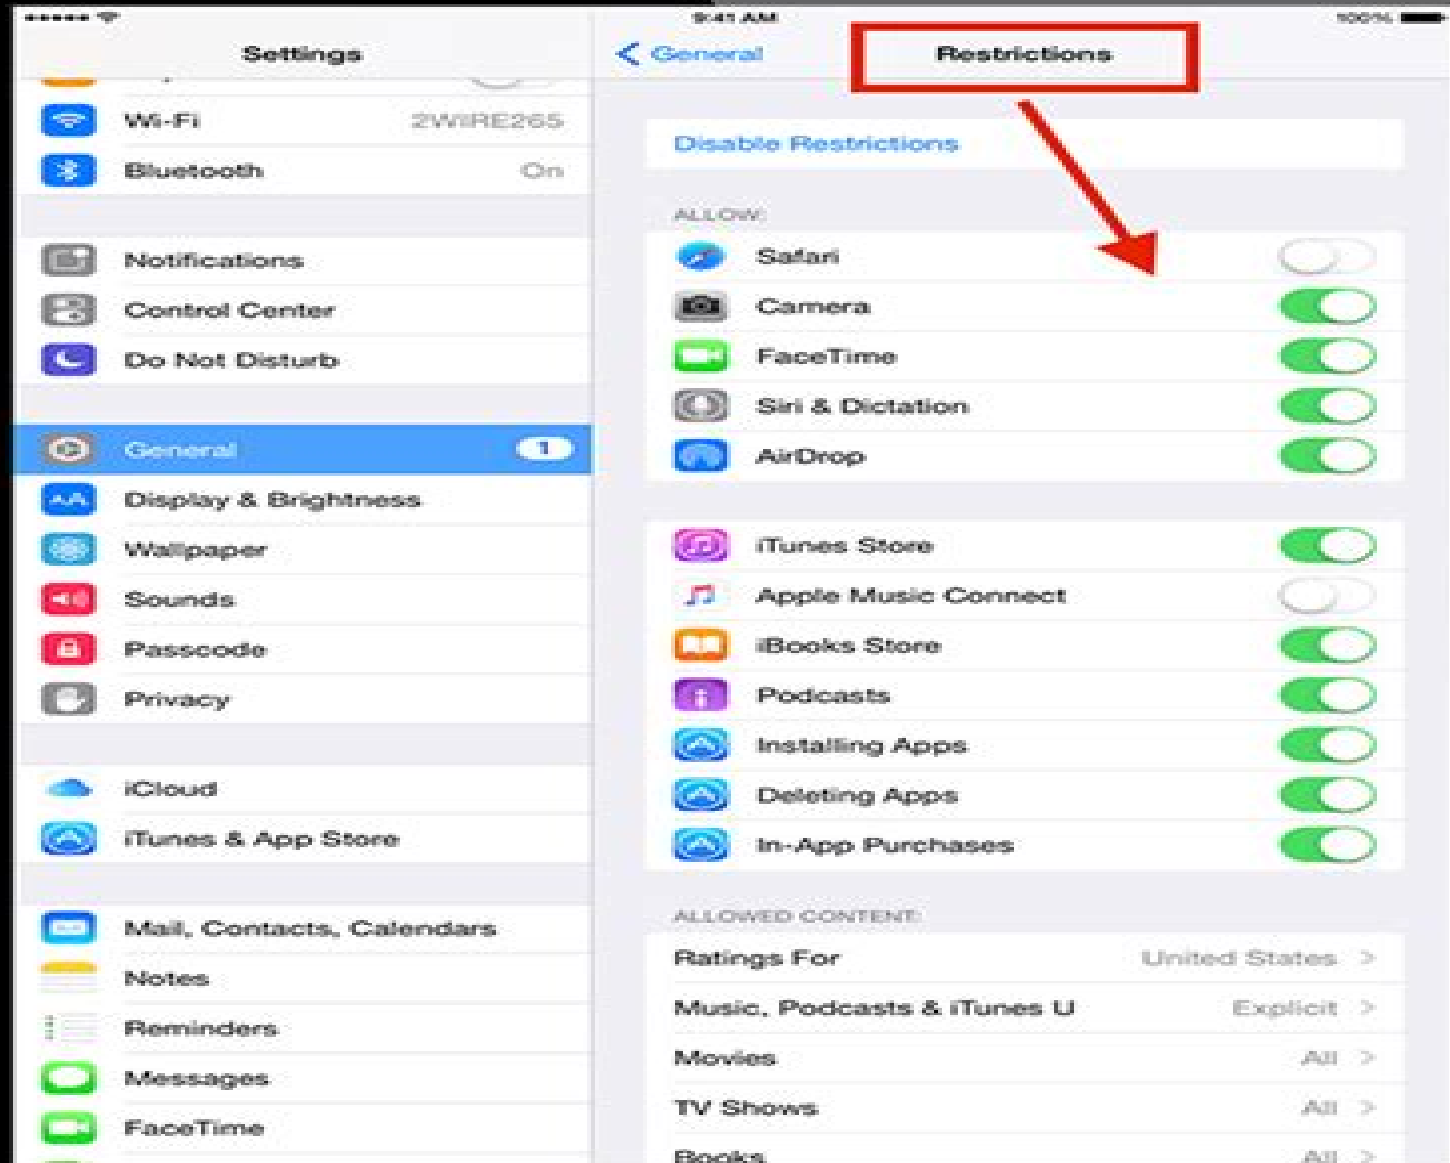 9:41 AM
100%
Settings
Wi-Fi 2WIRE265
Bluetooth On
Notifications
Control Center
Do Not Disturb
General 1
Display & Brightness
Wallpaper
Sounds
Passcode
Privacy
iCloud
iTunes & App Store
Mail, Contacts, Calendars
Notes
Reminders
Messages
FaceTime
General
Restrictions
Disable Restrictions
ALLOW:
Safari
Camera
FaceTime
Siri & Dictation
AirDrop
iTunes Store
Apple Music Connect
iBooks Store
Podcasts
Installing Apps
Deleting Apps
In-App Purchases
ALLOWED CONTENT:
Ratings For United States
Music, Podcasts & iTunes U Explicit
Movies All
TV Shows All
Books All